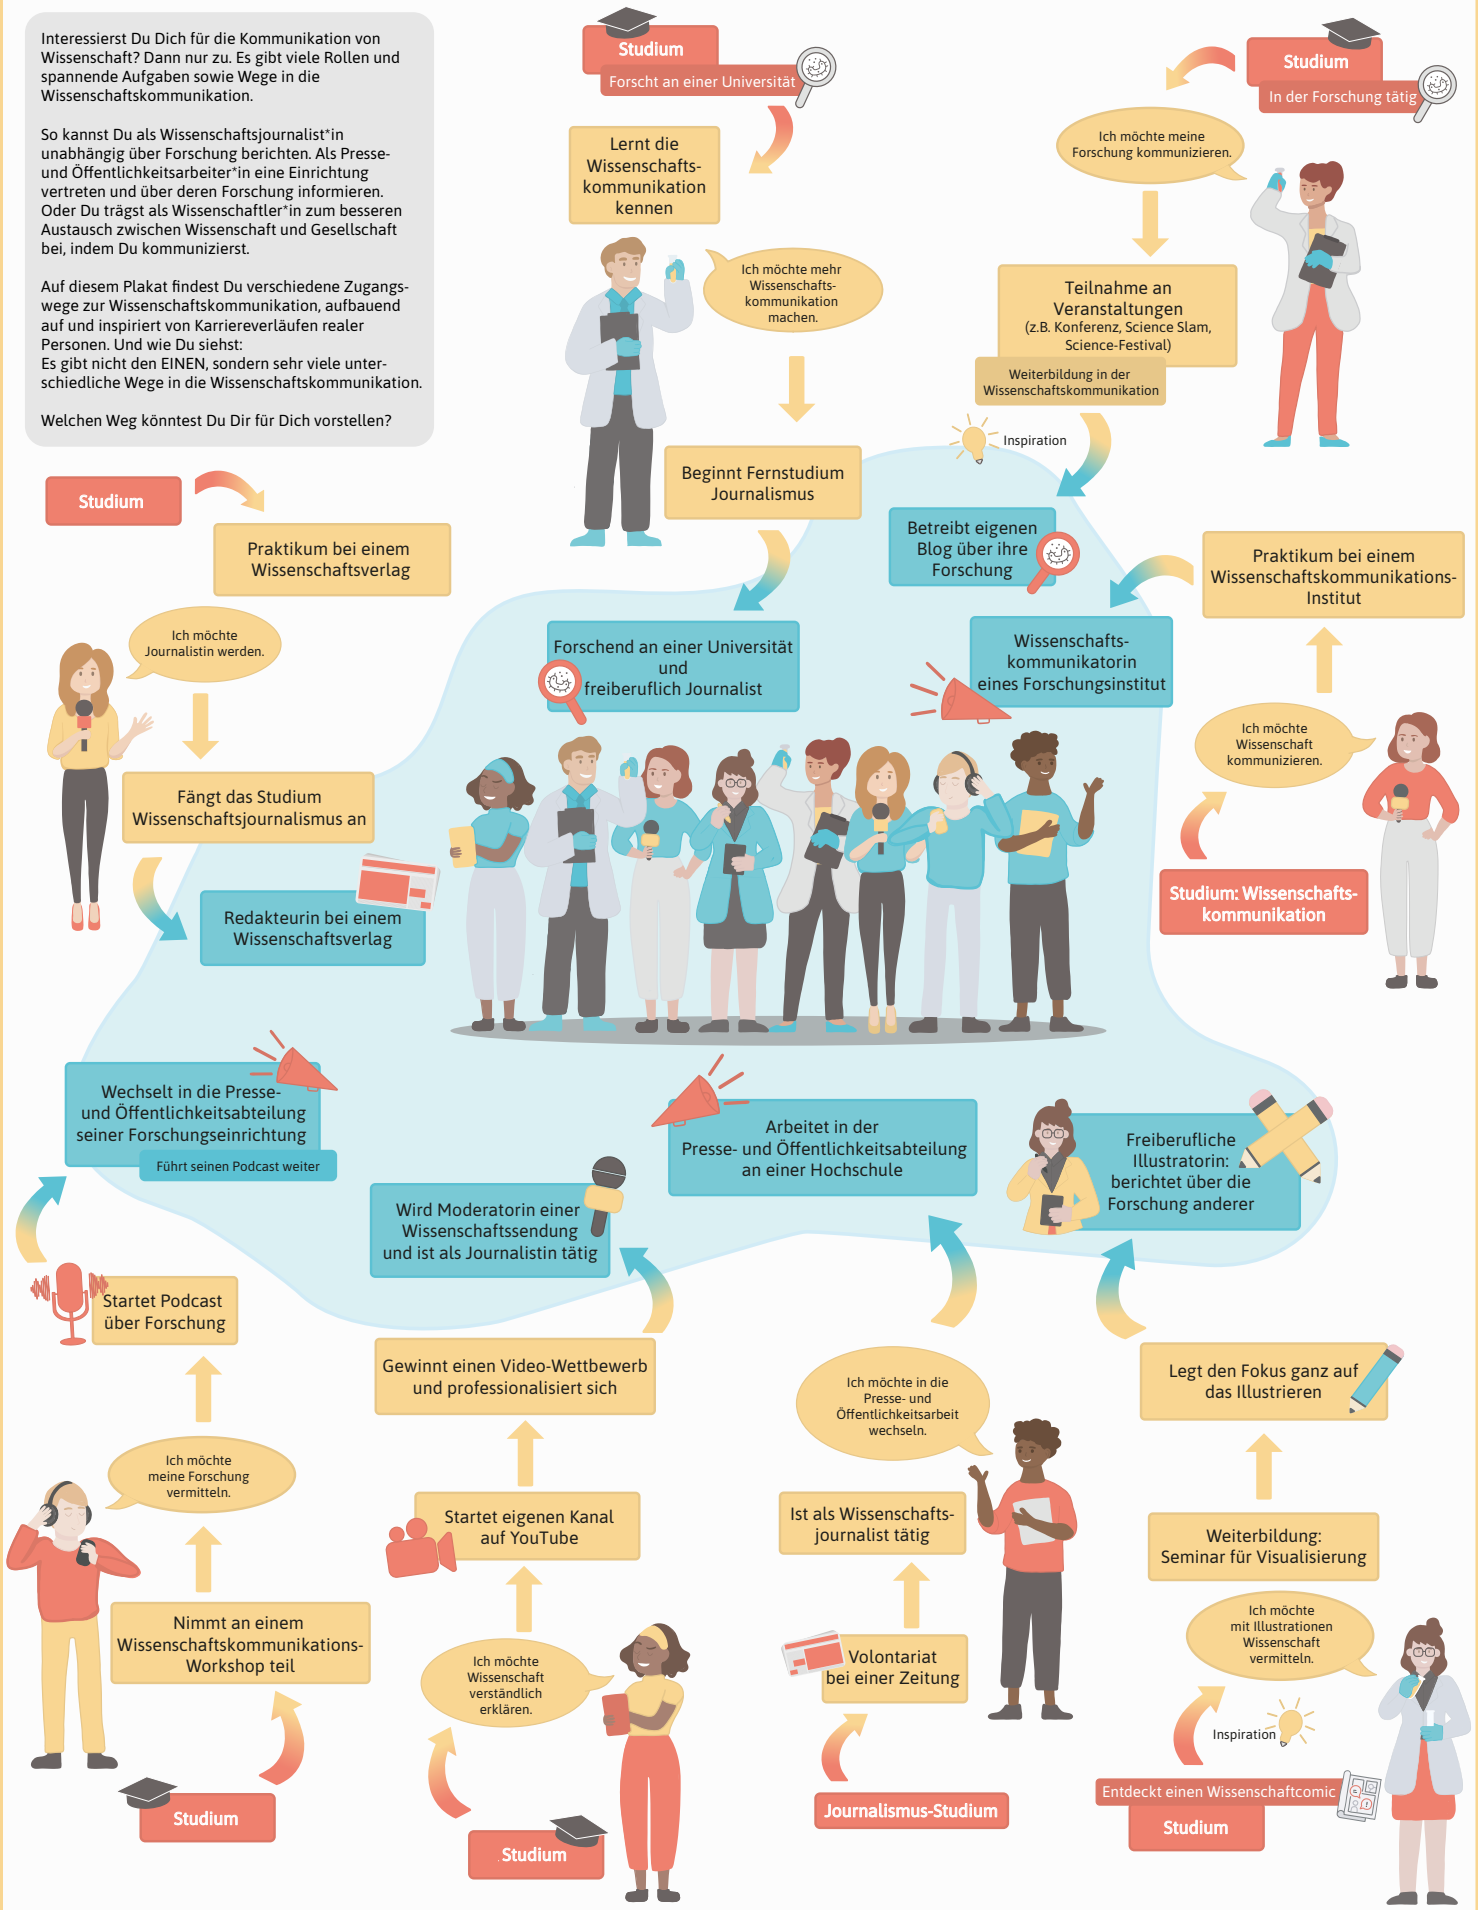 Interessierst Du Dich für die Kommunikation von
Wissenschaft? Dann nur zu. Es gibt viele Rollen und
spannende Aufgaben sowie Wege in die
Wissenschaftskommunikation.
So kannst Du als Wissenschaftsjournalist*in
unabhängig über Forschung berichten. Als Presse-
und Öffentlichkeitsarbeiter*in eine Einrichtung
vertreten und über deren Forschung informieren.
Oder Du trägst als Wissenschaftler*in zum besseren
Austausch zwischen Wissenschaft und Gesellschaft
bei, indem Du kommunizierst.
Auf diesem Plakat findest Du verschiedene Zugangs-
wege zur Wissenschaftskommunikation, aufbauend
auf und inspiriert von Karriereverläufen realer
Personen. Und wie Du siehst:
Es gibt nicht den EINEN, sondern sehr viele unter-
schiedliche Wege in die Wissenschaftskommunikation.
Welchen Weg könntest Du Dir für Dich vorstellen?
Studium
Forscht an einer Universität
Lernt die
Wissenschafts-
kommunikation
kennen
Ich möchte mehr
Wissenschafts-
kommunikation
machen.
Beginnt Fernstudium
Journalismus
Forschend an einer Universität
und
freiberuflich Journalist
Studium
In der Forschung tätig
Ich möchte meine
Forschung kommunizieren.
Teilnahme an
Veranstaltungen
(z.B. Konferenz, Science Slam,
Science-Festival)
Weiterbildung in der
Wissenschaftskommunikation
Inspiration
Betreibt eigenen
Blog über ihre
Forschung
Studium
Praktikum bei einem
Wissenschaftsverlag
Ich möchte
Journalistin werden.
Fängt das Studium
Wissenschaftsjournalismus an
Redakteurin bei einem
Wissenschaftsverlag
Praktikum bei einem
Wissenschaftskommunikations-
Institut
Wissenschafts-
kommunikatorin
eines Forschungsinstitut
Ich möchte
Wissenschaft
kommunizieren.
Studium: Wissenschafts-
kommunikation
Wechselt in die Presse-
und Öffentlichkeitsabteilung
seiner Forschungseinrichtung
Führt seinen Podcast weiter
Startet Podcast
über Forschung
Ich möchte
meine Forschung
vermitteln.
Nimmt an einem
Wissenschaftskommunikations-
Workshop teil
Studium
Wird Moderatorin einer
Wissenschaftssendung
und ist als Journalistin tätig
Gewinnt einen Video-Wettbewerb
und professionalisiert sich
Startet eigenen Kanal
auf YouTube
Ich möchte
Wissenschaft
verständlich
erklären.
. Studium
Arbeitet in der
Presse- und Öffentlichkeitsabteilung
an einer Hochschule
Ich möchte in die
Presse- und
Öffentlichkeitsarbeit
wechseln.
Ist als Wissenschafts-
journalist tätig
Volontariat
bei einer Zeitung
Journalismus-Studium
Freiberufliche
Illustratorin:
berichtet über die
Forschung anderer
Legt den Fokus ganz auf
das Illustrieren
Weiterbildung:
Seminar für Visualisierung
Ich möchte
mit Illustrationen
Wissenschaft
vermitteln.
Inspiration
Entdeckt einen Wissenschaftcomic
Studium